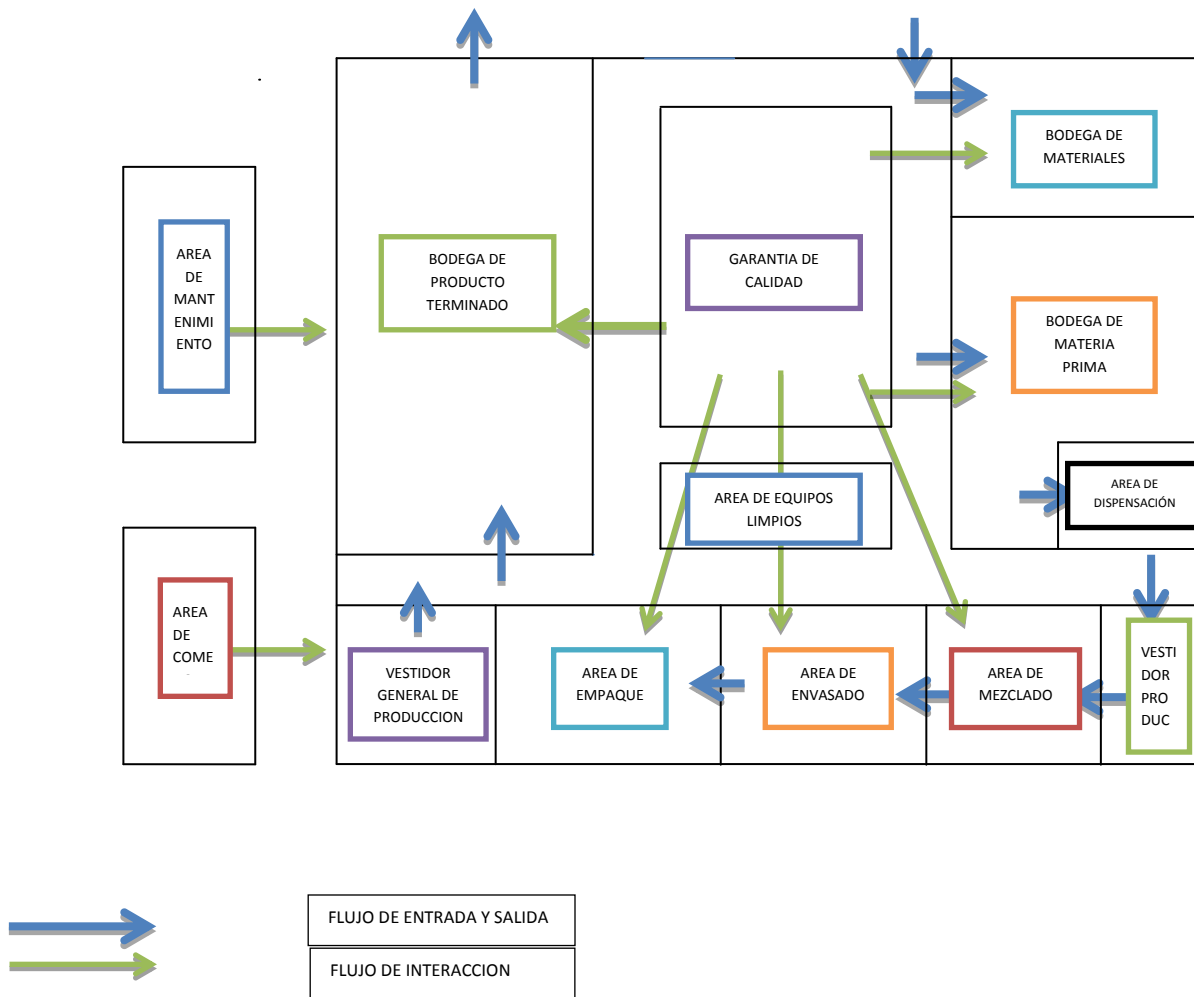 BODEGA DE
MATERIALES
AREA
DE
MANT
ENIMI
ENTO
BODEGA DE
PRODUCTO
TERMINADO
GARANTIA DE
CALIDAD
BODEGA DE
MATERIA
PRIMA
AREA DE EQUIPOS
LIMPIOS
AREA DE
DISPENSACIÓN
AREA
DE
COME
VESTIDOR
GENERAL DE
PRODUCCION
AREA DE
EMPAQUE
AREA DE
ENVASADO
AREA DE
MEZCLADO
VESTI
DOR
PRO
DUC
FLUJO DE ENTRADA Y SALIDA
FLUJO DE INTERACCION